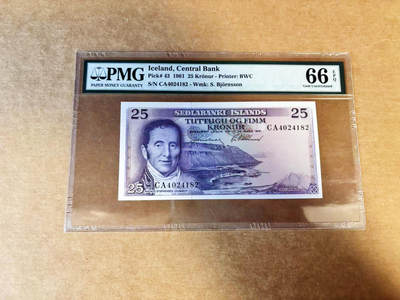 PMG
PAPER MONEY GUARANTY
Iceland, Central Bank
Pick# 43 1961 25 Krónur - Printer: BWC
S/N CA4024182 - Wmk: S. Björnsson
66 EPQ
Gem Uncirculated
25
SEÐLABANKI ÍSLANDS
25
TUTTUGU OG FIMM
KRÓNUR
CA4024182
CA4024182
25